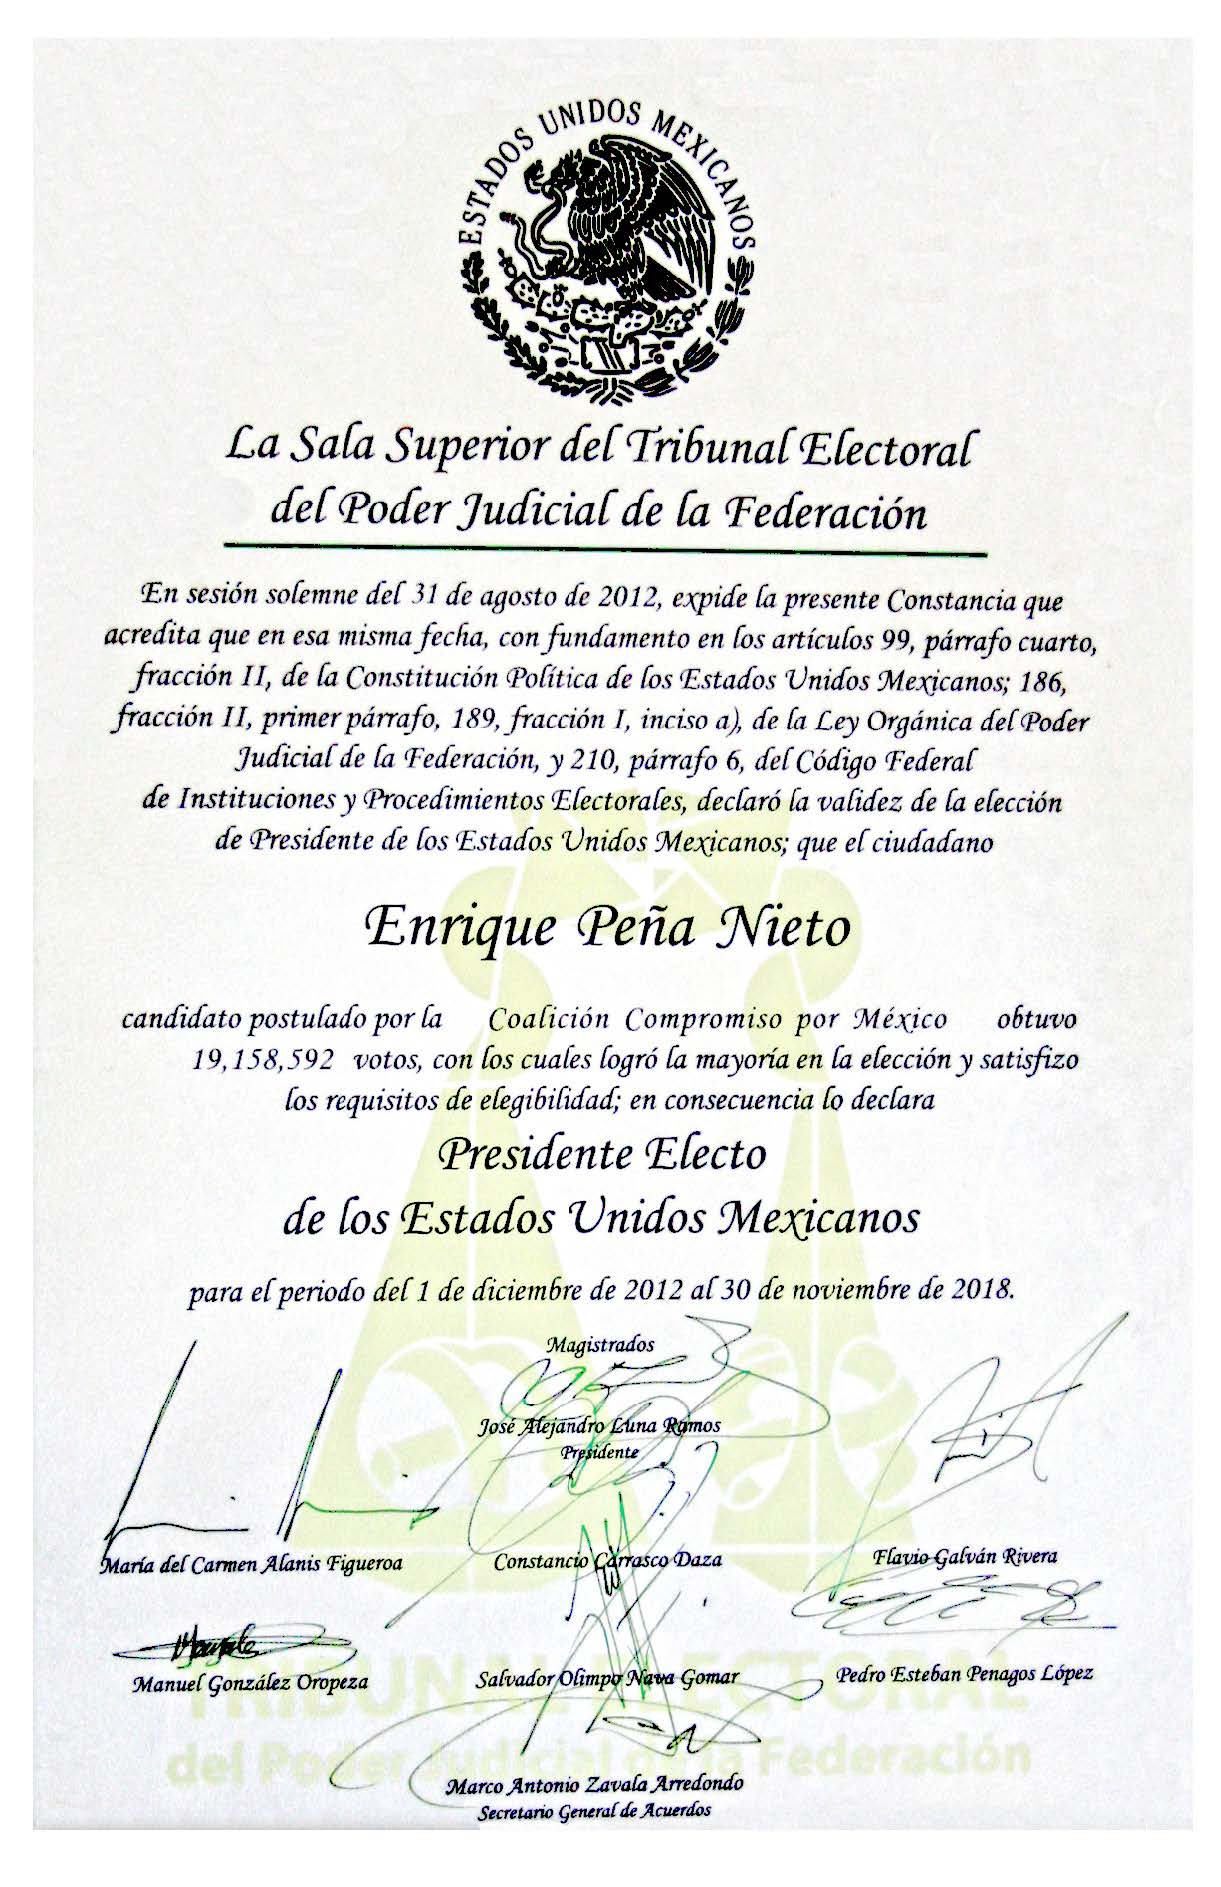 ESTADOS UNIDOS MEXICANOS
La Sala Superior del Tribunal Electoral
del Poder Judicial de la Federación
En sesión solemne del 31 de agosto de 2012, expide la presente Constancia que
acredita que en esa misma fecha, con fundamento en los artículos 99, párrafo cuarto,
fracción II, de la Constitución Política de los Estados Unidos Mexicanos; 186,
fracción II, primer párrafo, 189, fracción I, inciso a), de la Ley Orgánica del Poder
Judicial de la Federación, y 210, párrafo 6, del Código Federal
de Instituciones y Procedimientos Electorales, declaró la validez de la elección
de Presidente de los Estados Unidos Mexicanos; que el ciudadano
Enrique Peña Nieto
candidato postulado por la Coalición Compromiso por México obtuvo
19,158,592 votos, con los cuales logró la mayoría en la elección y satisfizo
los requisitos de elegibilidad; en consecuencia lo declara
Presidente Electo
de los Estados Unidos Mexicanos
para el periodo del 1 de diciembre de 2012 al 30 de noviembre de 2018.
Magistrados
José Alejandro Luna Ramos
Presidente
María del Carmen Alanis Figueroa
Constancio Carrasco Daza
Flavio Galván Rivera
Manuel González Oropeza
Salvador Olimpo Nava Gomar
Pedro Esteban Penagos López
TRIBUNAL ELECTORAL
del Poder Judicial de la Federación
Marco Antonio Zavala Arredondo
Secretario General de Acuerdos